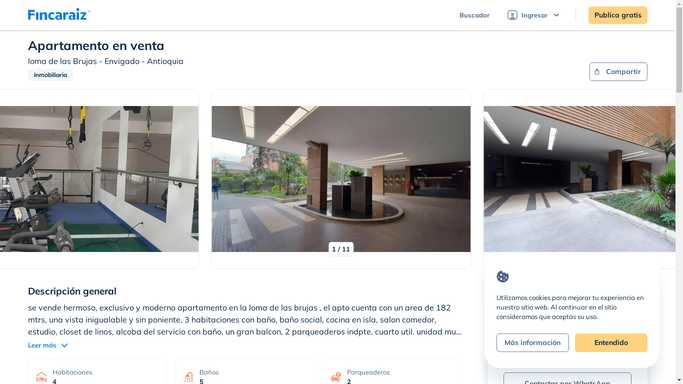 Fincaraiz
Buscador
Ingresar
Publica gratis
Apartamento en venta
loma de las Brujas - Envigado - Antioquia
Inmobiliaria
Compartir
1 / 11
Descripción general
se vende hermoso, exclusivo y moderno apartamento en la loma de las brujas , el apto cuenta con un area de 182
mtrs, una vista inigualable y sin poniente, 3 habitaciones con baño, baño social, cocina en isla, salon comedor,
estudio, closet de linos, alcoba del servicio con baño, un gran balcon, 2 parqueaderos indpte, cuarto util. unidad mu...
Leer más
Habitaciones
4
Baños
5
Parqueaderos
2
Utilizamos cookies para mejorar tu experiencia en
nuestro sitio web. Al continuar en el sitio
consideramos que aceptas su uso.
Más información
Entendido
Contactar por WhatsApp